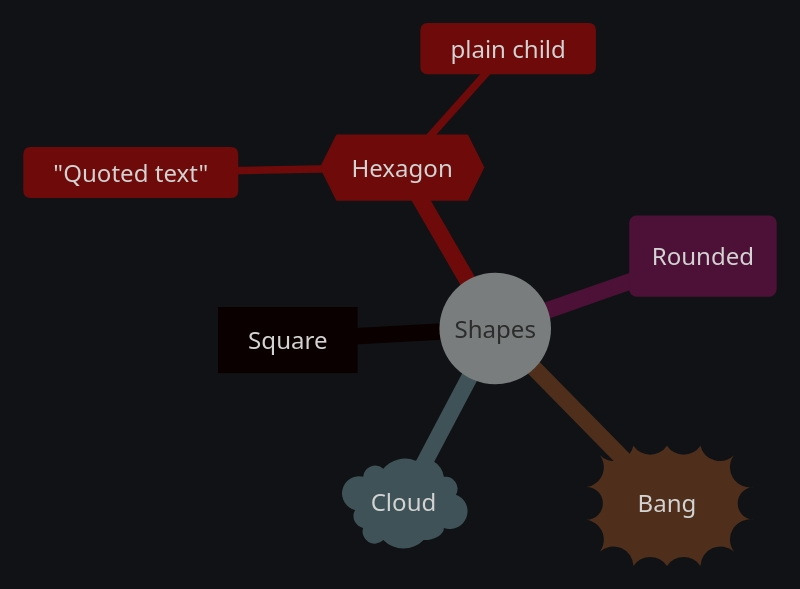 plain child
Hexagon
"Quoted text"
Rounded
Shapes
Square
Cloud
Bang